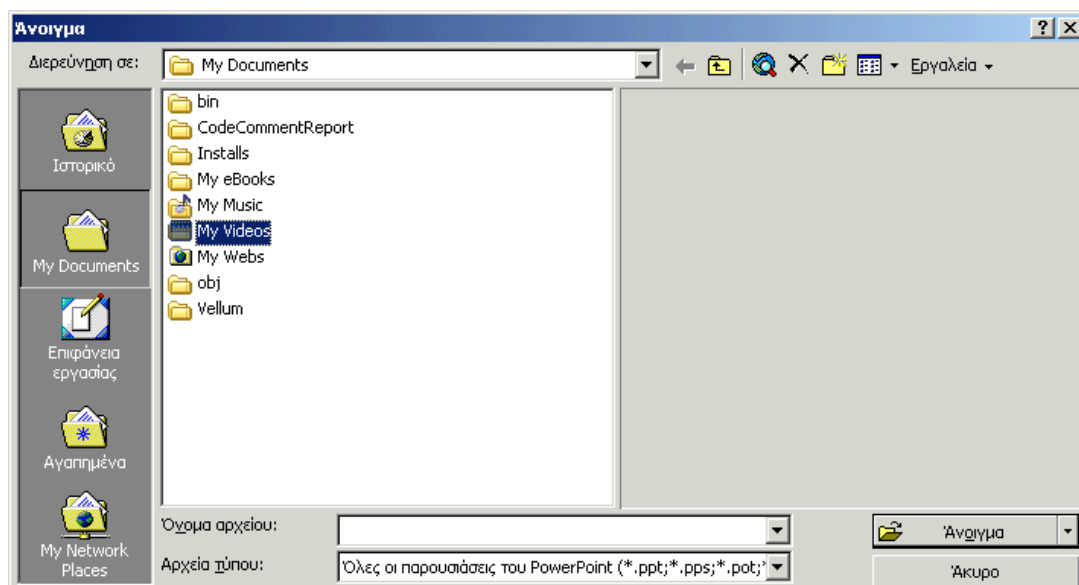 Άνοιγμα
Διερεύνηση σε:
My Documents
Εργαλεία
Ιστορικό
My Documents
Επιφάνεια
εργασίας
Αγαπημένα
My Network
Places
bin
CodeCommentReport
Installs
My eBooks
My Music
My Videos
My Webs
obj
Vellum
Όνομα αρχείου:
Άνοιγμα
Αρχεία τύπου:
Όλες οι παρουσιάσεις του PowerPoint (*.ppt;*.pps;*.pot;*
Άκυρο